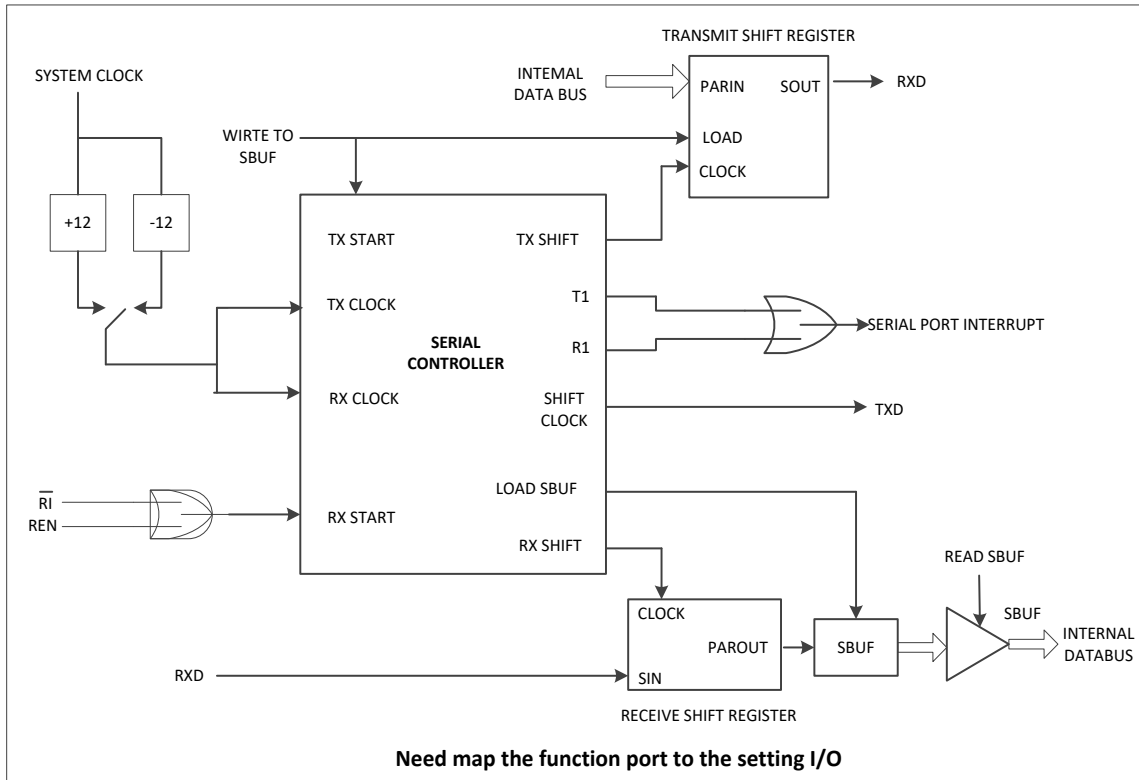 TRANSMIT SHIFT REGISTER
SYSTEM CLOCK
INTEMAL
DATA BUS
PARIN
SOUT
RXD
WIRTE TO
SBUF
LOAD
CLOCK
+12
-12
TX START
TX SHIFT
TX CLOCK
T1
SERIAL PORT INTERRUPT
SERIAL
CONTROLLER
R1
RX CLOCK
SHIFT
CLOCK
TXD
LOAD SBUF
RI
REN
RX START
RX SHIFT
READ SBUF
CLOCK
SBUF
PAROUT
SBUF
INTERNAL
DATABUS
RXD
SIN
RECEIVE SHIFT REGISTER
Need map the function port to the setting I/O